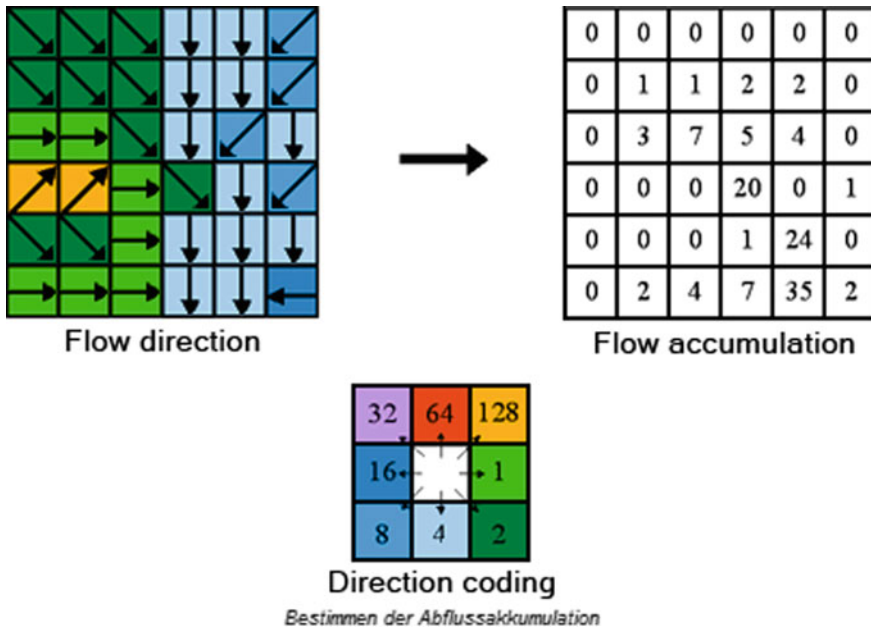 0 0 0 0 0 0
0 1 1 2 2 0
0 3 7 5 4 0
0 0 0 20 0 1
0 0 0 1 24 0
0 2 4 7 35 2
Flow direction
Flow accumulation
32 64 128
16 1
8 4 2
Direction coding
Bestimmen der Abflussakkumulation